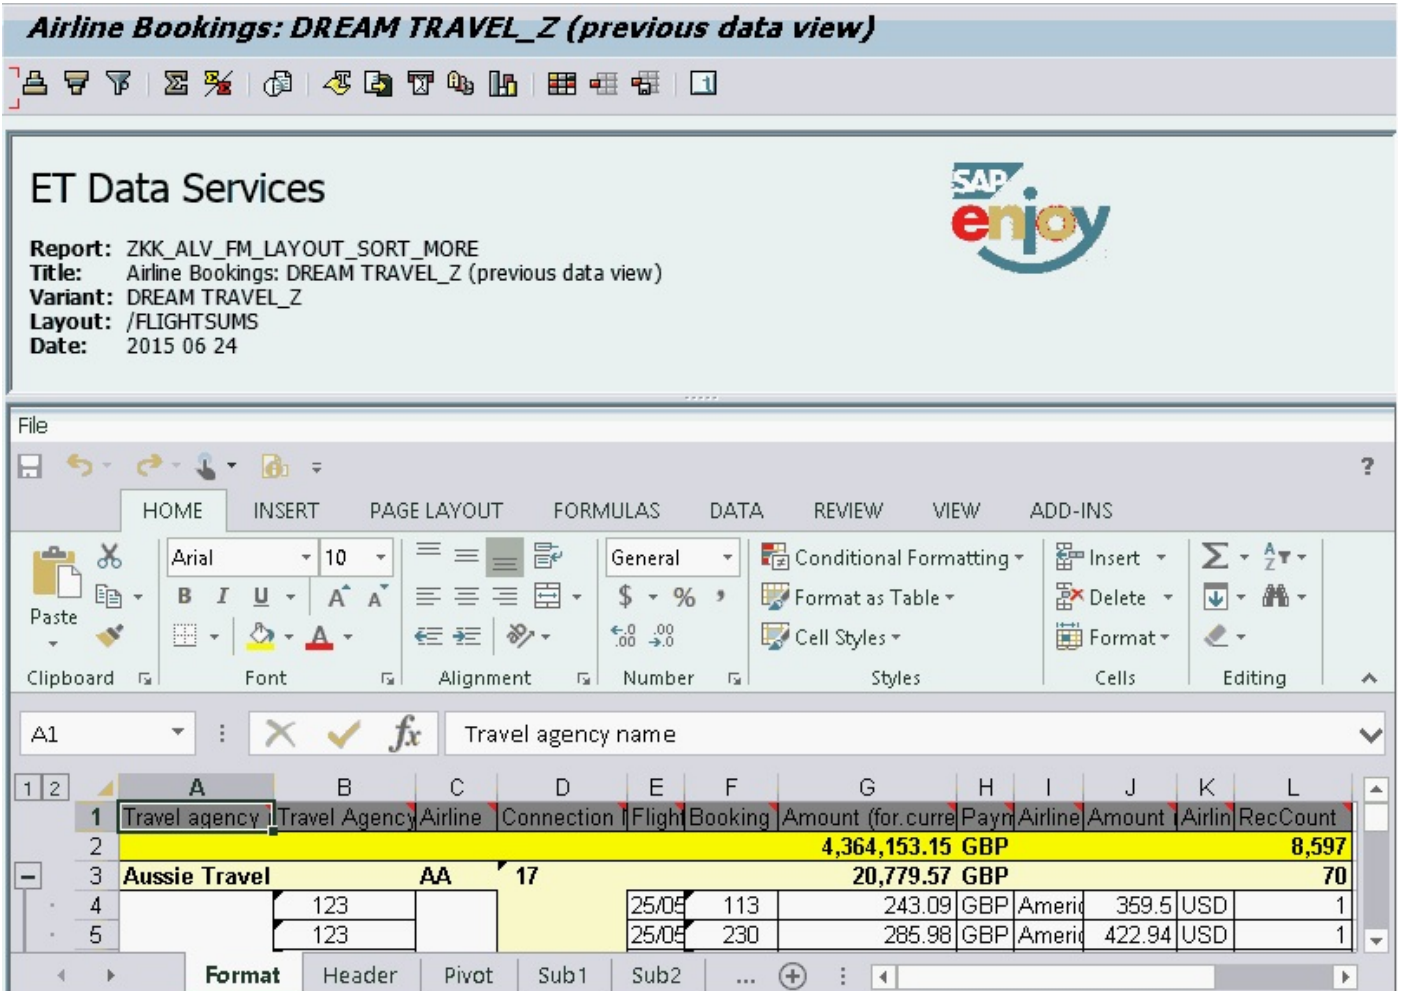 Airline Bookings: DREAM TRAVEL_Z (previous data view)
ET Data Services
SAP
enjoy
Report: ZKK_ALV_FM_LAYOUT_SORT_MORE
Title: Airline Bookings: DREAM TRAVEL_Z (previous data view)
Variant: DREAM TRAVEL_Z
Layout: /FLIGHTSUMS
Date: 2015 06 24
File
?
HOME INSERT PAGE LAYOUT FORMULAS DATA REVIEW VIEW ADD-INS
Arial 10 General Conditional Formatting Insert
Paste B I U A A $ % Format as Table Delete
A Cell Styles Format
Clipboard Font Alignment Number Styles Cells Editing
A1 fx Travel agency name
1 2 A B C D E F G H I J K L
1 Travel agency Travel Agency Airline Connection Flight Booking Amount (for.curre Paym Airline Amount Airlin RecCount
2 4,364,153.15 GBP 8,597
3 Aussie Travel AA 17 20,779.57 GBP 70
4 123 25/05 113 243.09 GBP Americ 359.5 USD 1
5 123 25/05 230 285.98 GBP Americ 422.94 USD 1
Format Header Pivot Sub1 Sub2 ...